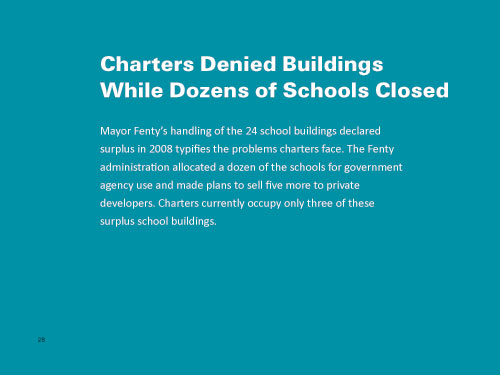 Charters Denied Buildings
While Dozens of Schools Closed
Mayor Fenty's handling of the 24 school buildings declared
surplus in 2008 typifies the problems charters face. The Fenty
administration allocated a dozen of the schools for government
agency use and made plans to sell five more to private
developers. Charters currently occupy only three of these
surplus school buildings.
28